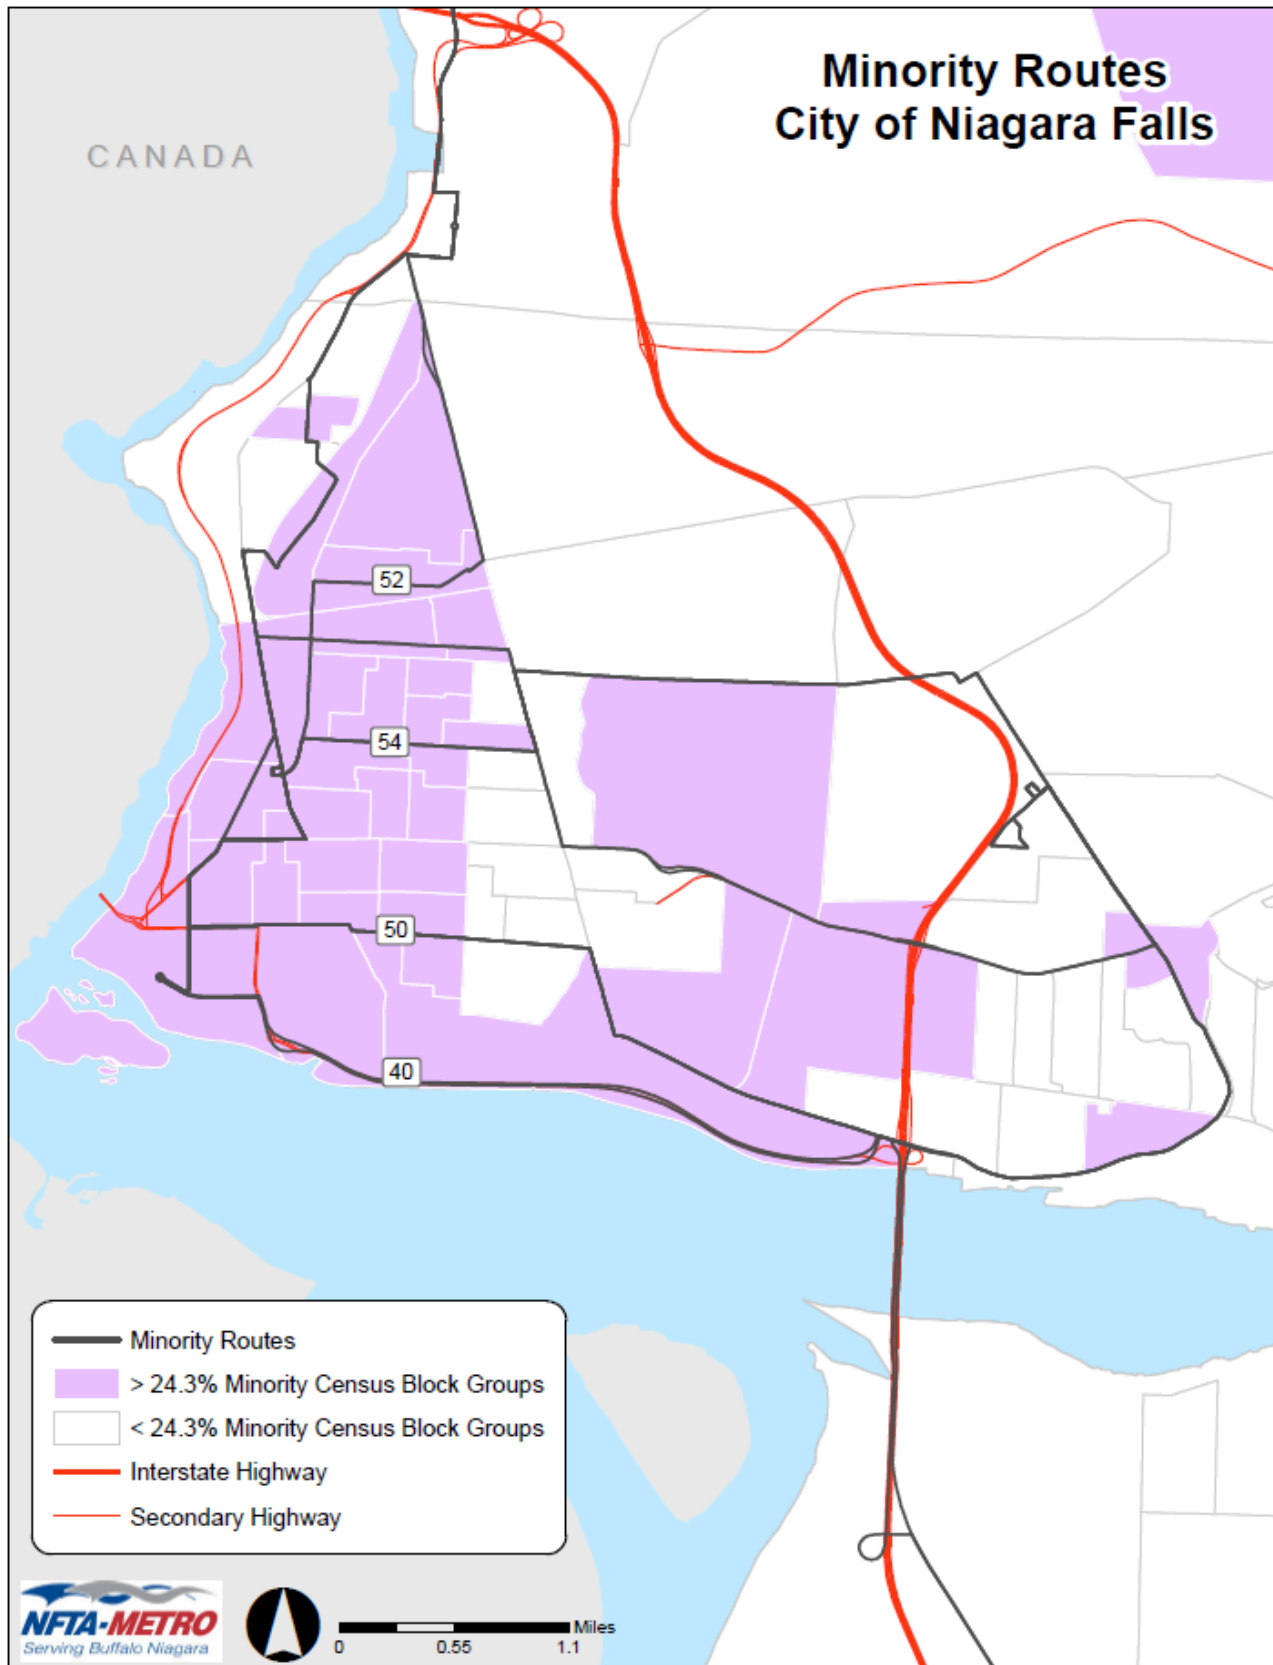 Minority Routes
City of Niagara Falls
CANADA
52
54
50
40
Minority Routes
> 24.3% Minority Census Block Groups
< 24.3% Minority Census Block Groups
Interstate Highway
Secondary Highway
NFTA-METRO
Serving Buffalo Niagara
Miles
0 0.55 1.1